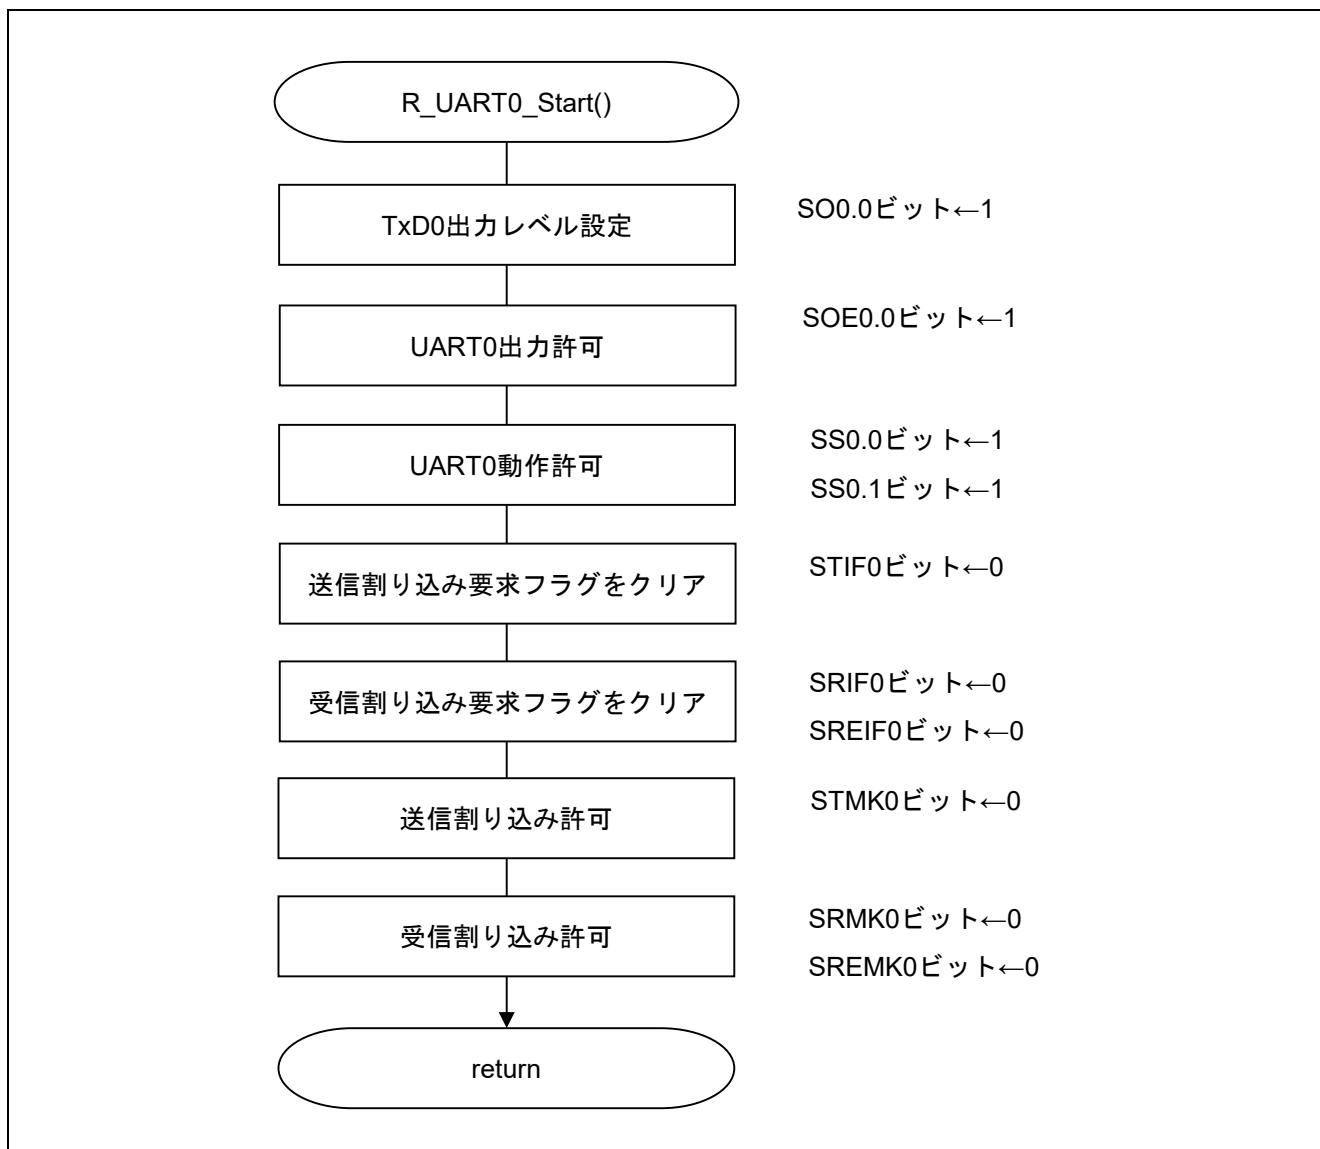 R_UART0_Start()
TxD0出力レベル設定
SO0.0ビット←1
UART0出力許可
SOE0.0ビット←1
UART0動作許可
SS0.0ビット←1
SS0.1ビット←1
送信割り込み要求フラグをクリア
STIF0ビット←0
受信割り込み要求フラグをクリア
SRIF0ビット←0
SREIF0ビット←0
送信割り込み許可
STMK0ビット←0
受信割り込み許可
SRMK0ビット←0
SREMK0ビット←0
return